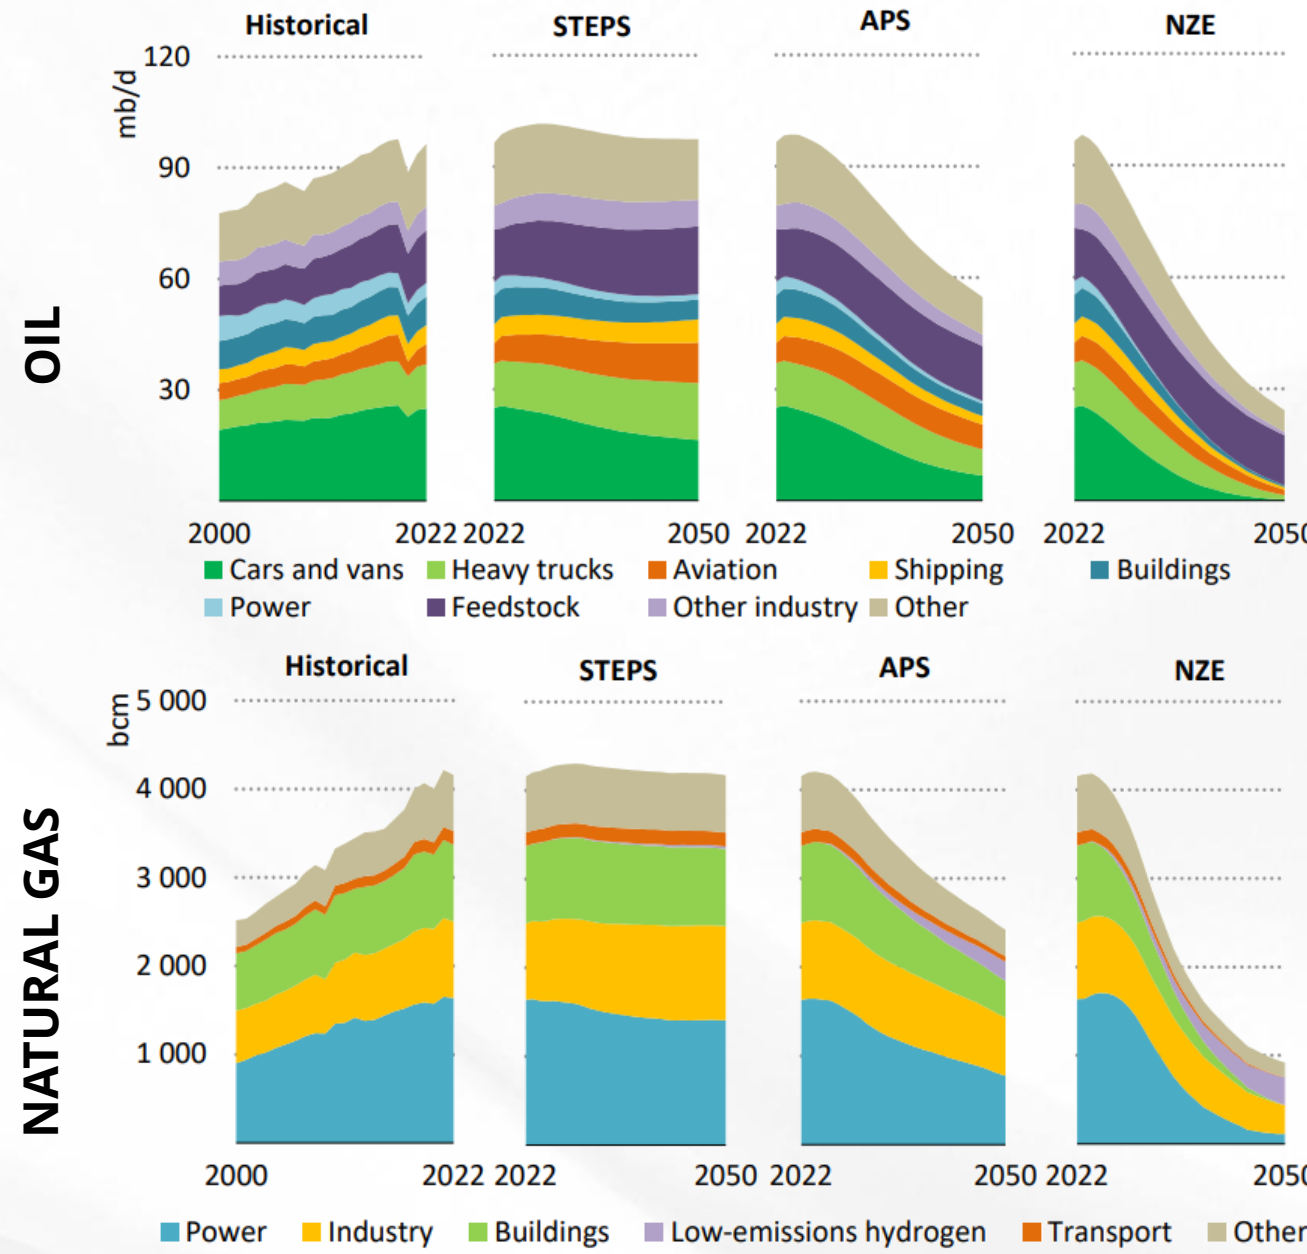 OIL
Historical STEPS APS NZE
mb/d
120
90
60
30
2000 2022 2022 2050 2022 2050 2022 2050
Cars and vans Heavy trucks Aviation Shipping Buildings
Power Feedstock Other industry Other
NATURAL GAS
Historical STEPS APS NZE
bcm
5 000
4 000
3 000
2 000
1 000
2000 2022 2022 2050 2022 2050 2022 2050
Power Industry Buildings Low-emissions hydrogen Transport Other